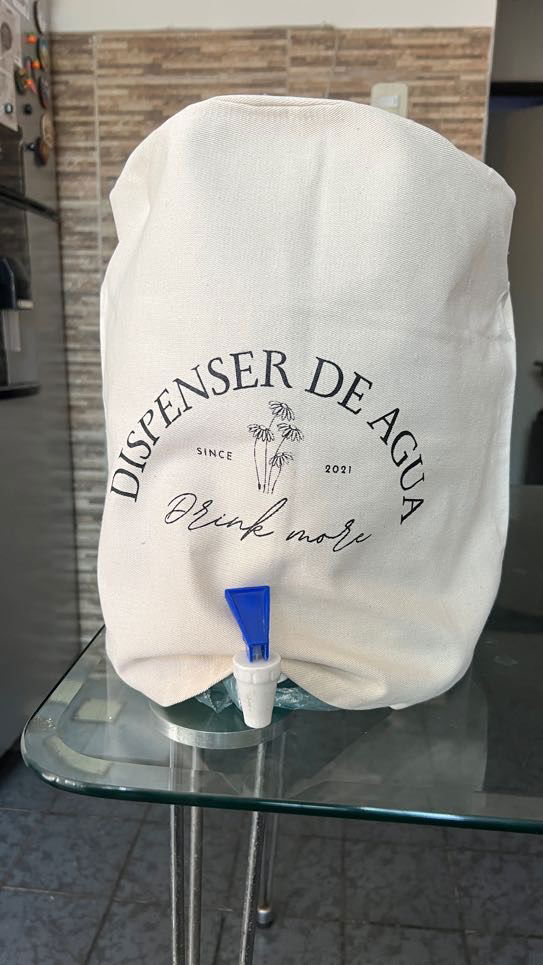 DISPENSER DE AGUA
SINCE 2021
Drink more